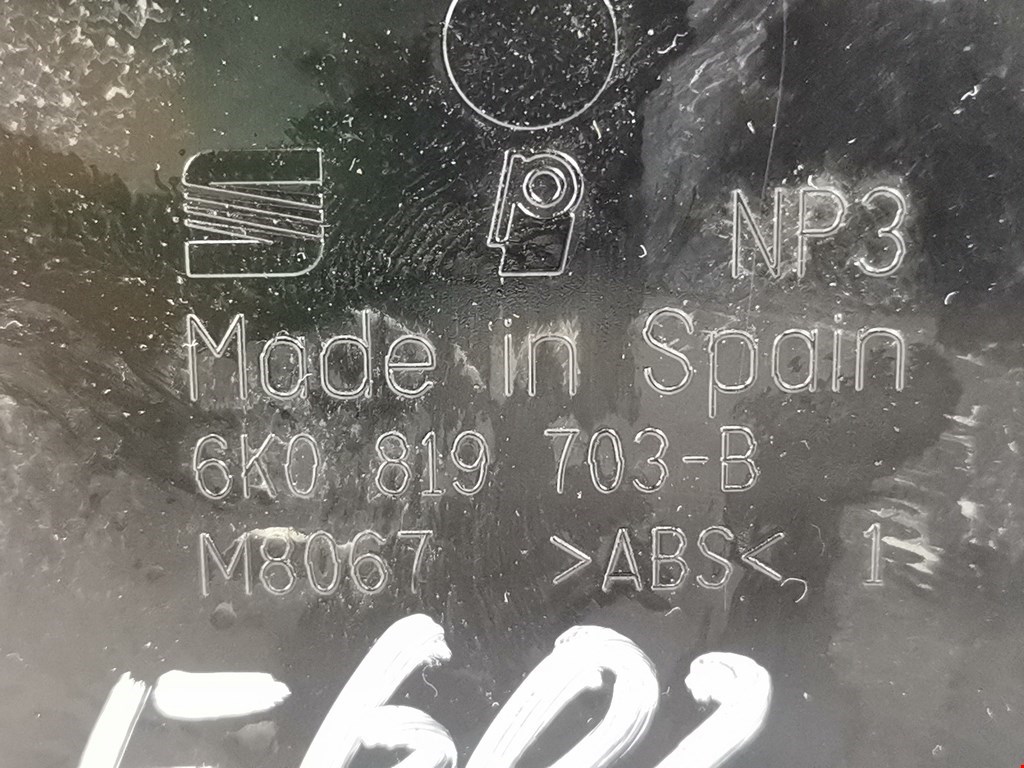 NP3
Made in Spain
6K0 819 703-B
M8067 >ABS< 1